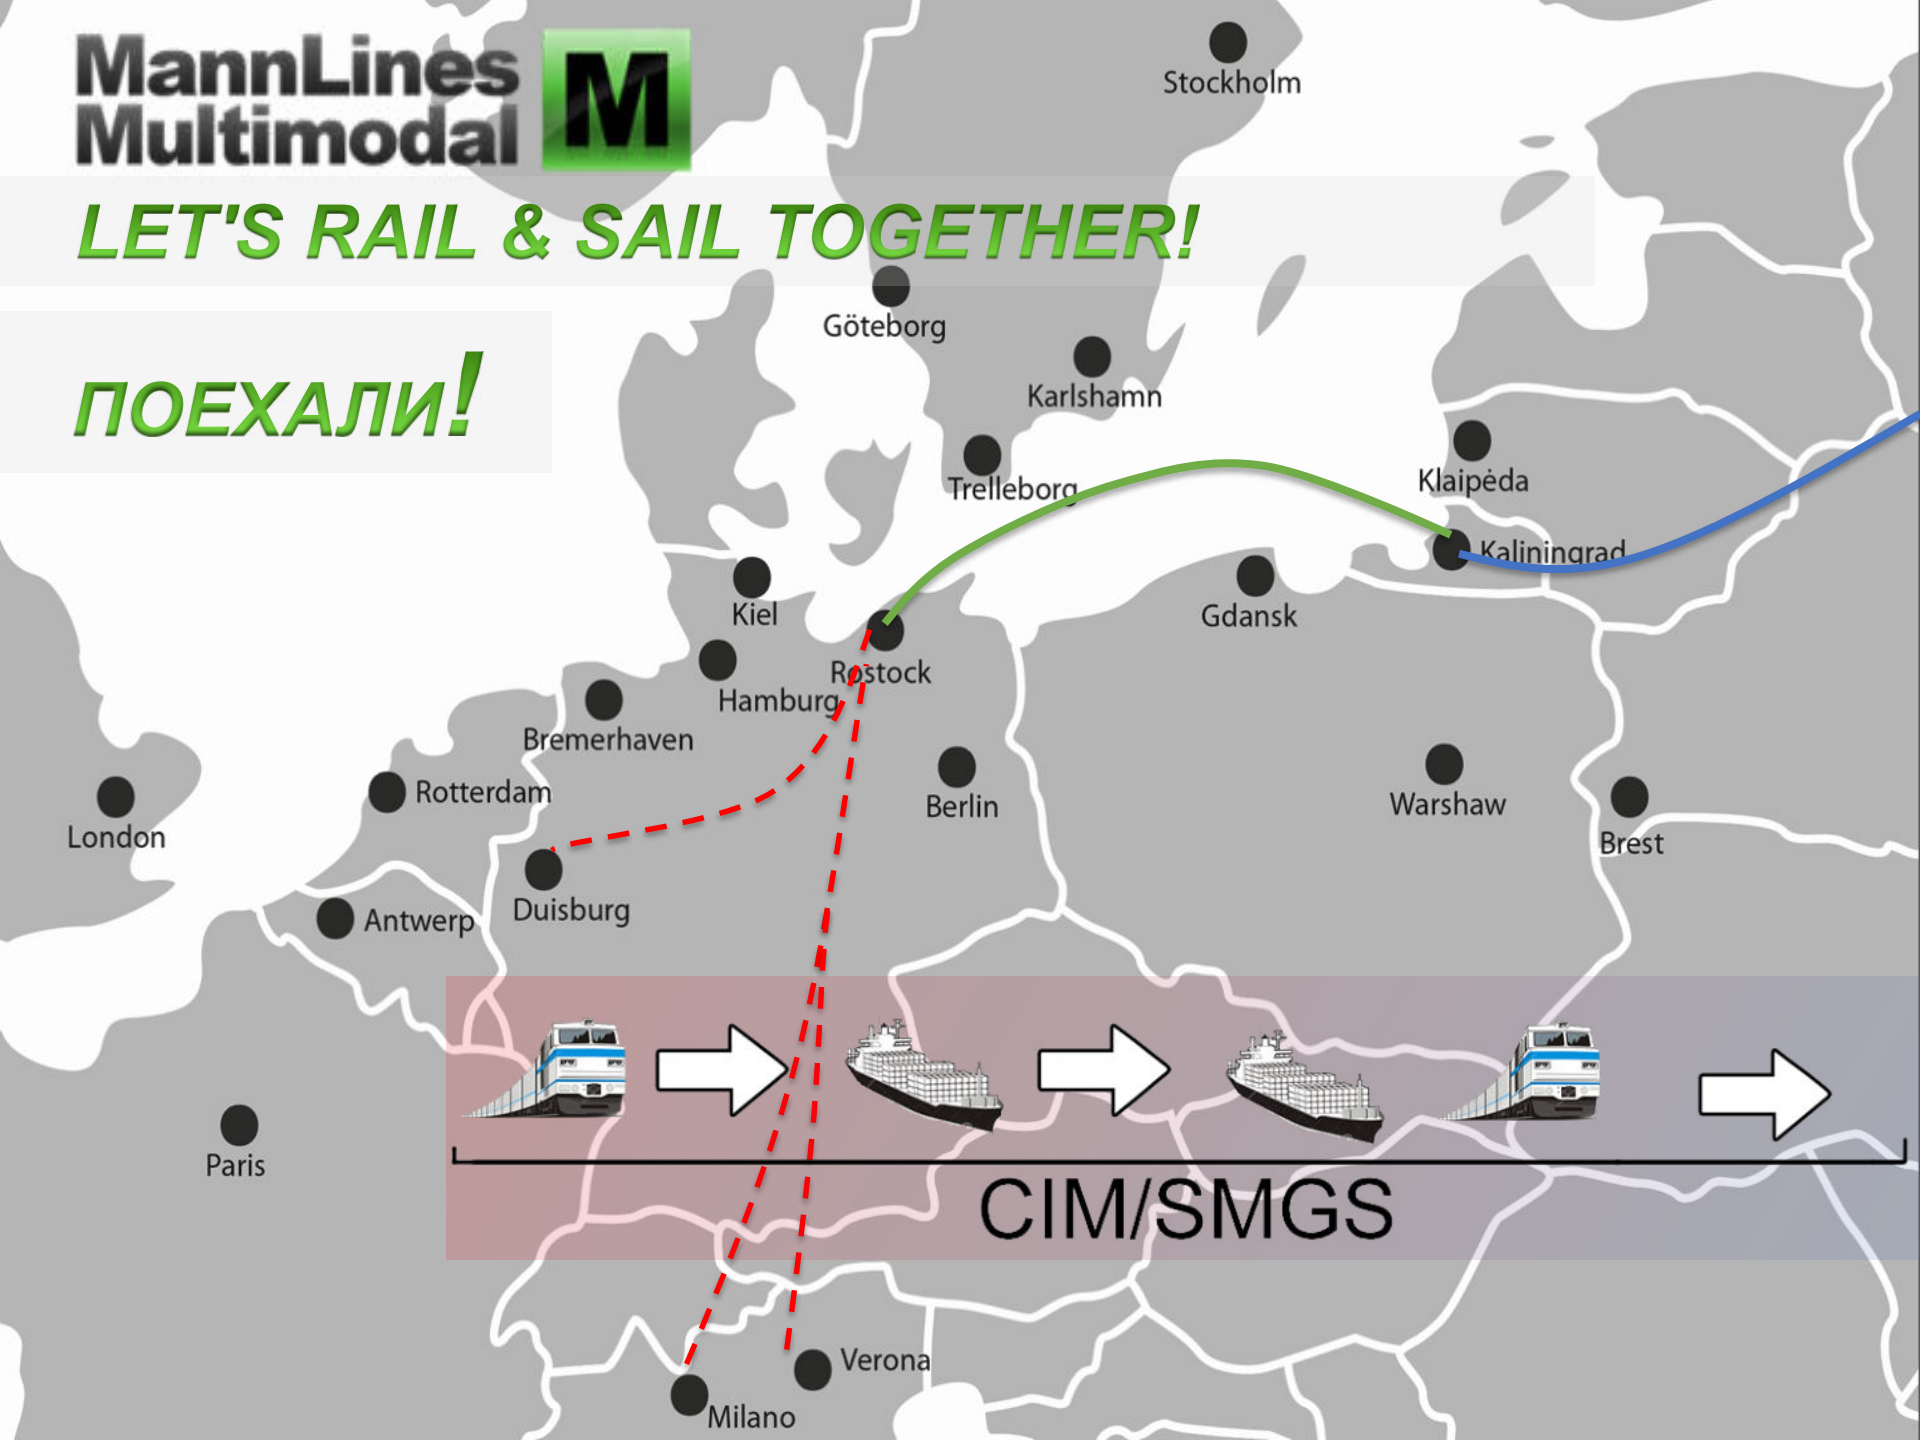 MannLines
Multimodal
M
LET'S RAIL & SAIL TOGETHER!
ПОЕХАЛИ!
Stockholm
Göteborg
Karlshamn
Trelleborg
Klaipėda
Kaliningrad
Kiel
Gdansk
Rostock
Hamburg
Bremerhaven
Rotterdam
Berlin
Warshaw
London
Brest
Duisburg
Antwerp
Paris
CIM/SMGS
Verona
Milano